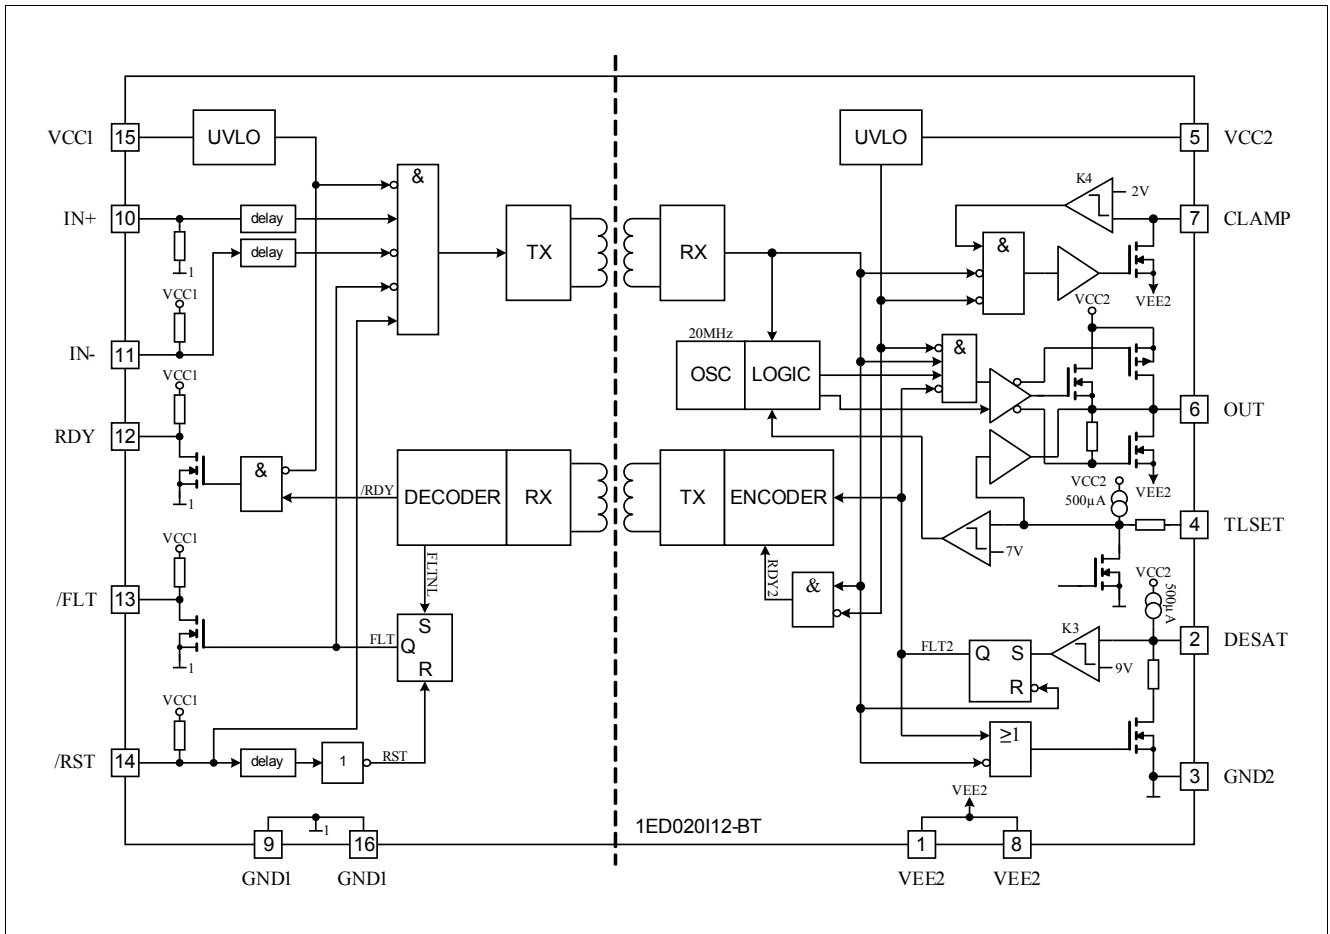 VCC1
15
UVLO
IN+
10
delay
1
delay
VCC1
IN-
11
&
TX
RX
UVLO
5
VCC2
K4
2V
7
CLAMP
&
VEE2
VCC2
20MHz
OSC
LOGIC
&
6
OUT
VEE2
VCC1
RDY
12
&
1
/RDY
DECODER
RX
TX
ENCODER
VCC2
500µA
4
TLSET
7V
VCC1
/FLT
13
1
FLTNL
FLT
S
Q
R
RDY2
&
VCC2
500µA
K3
9V
2
DESAT
FLT2
Q
S
R
VCC1
/RST
14
delay
1
RST
≥1
3
GND2
1
9
16
GND1
GND1
1ED020I12-BT
VEE2
1
8
VEE2
VEE2